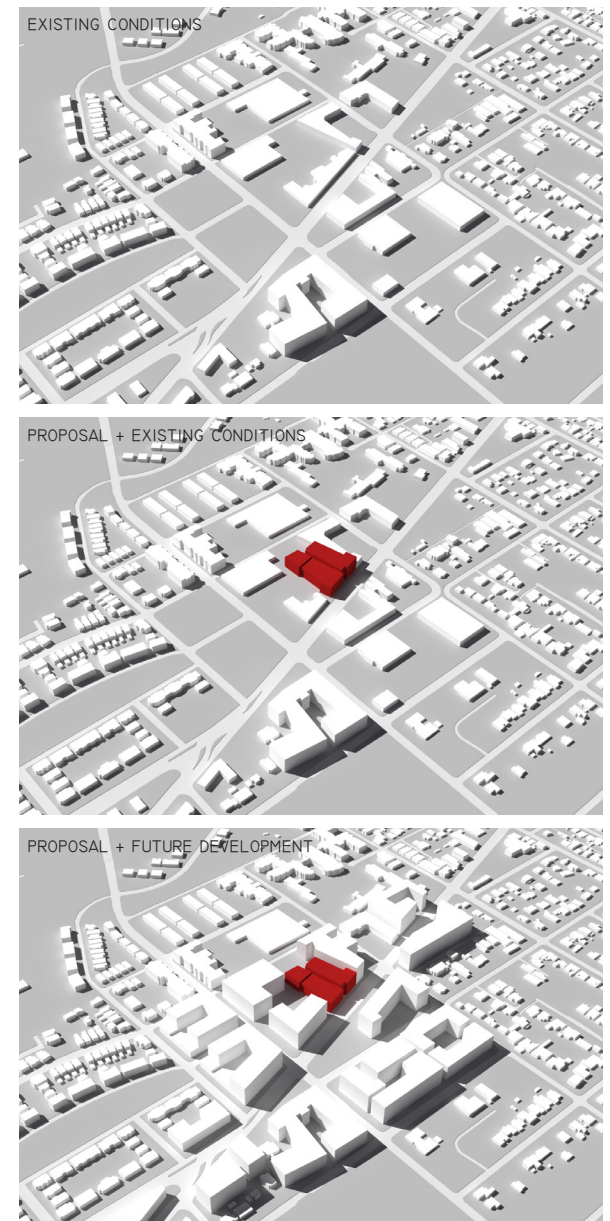 EXISTING CONDITIONS
PROPOSAL + EXISTING CONDITIONS
PROPOSAL + FUTURE DEVELOPMENT